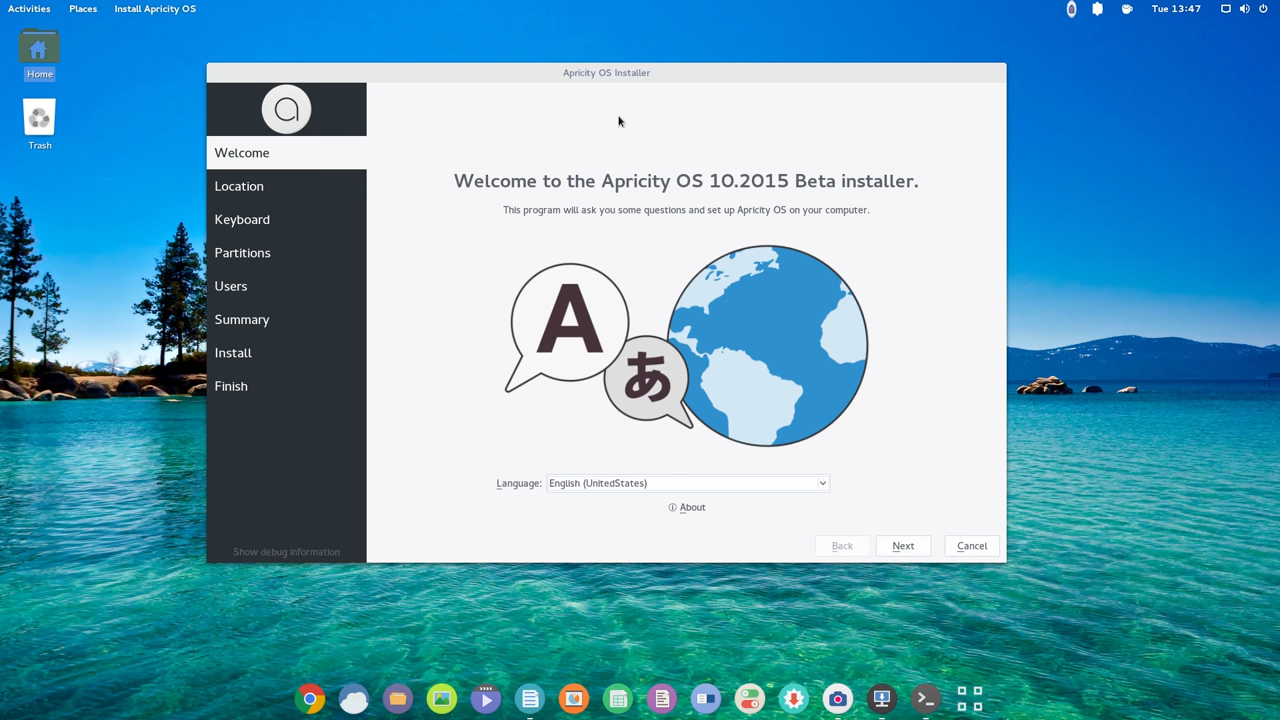 Activities Places Install Apricity OS Tue 13:47
Home
Trash
Apricity OS Installer
a
Welcome
Location
Keyboard
Partitions
Users
Summary
Install
Finish
Show debug information
Welcome to the Apricity OS 10.2015 Beta installer.
This program will ask you some questions and set up Apricity OS on your computer.
A
あ
Language: English (UnitedStates)
About
Back Next Cancel